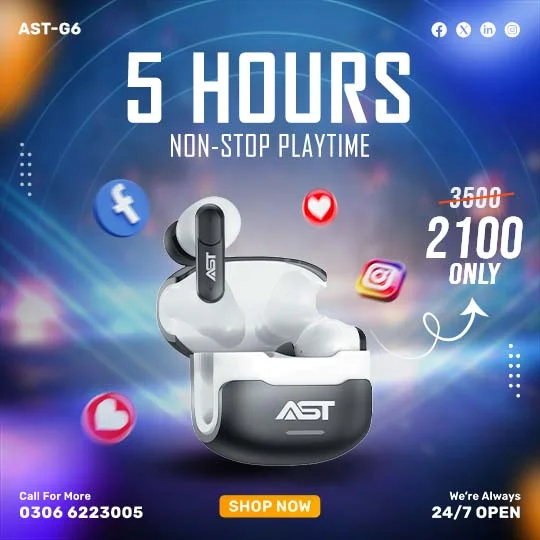 AST-G6
5 HOURS
NON-STOP PLAYTIME
3500
2100
ONLY
AST
AST
Call For More
0306 6223005
SHOP NOW
We're Always
24/7 OPEN